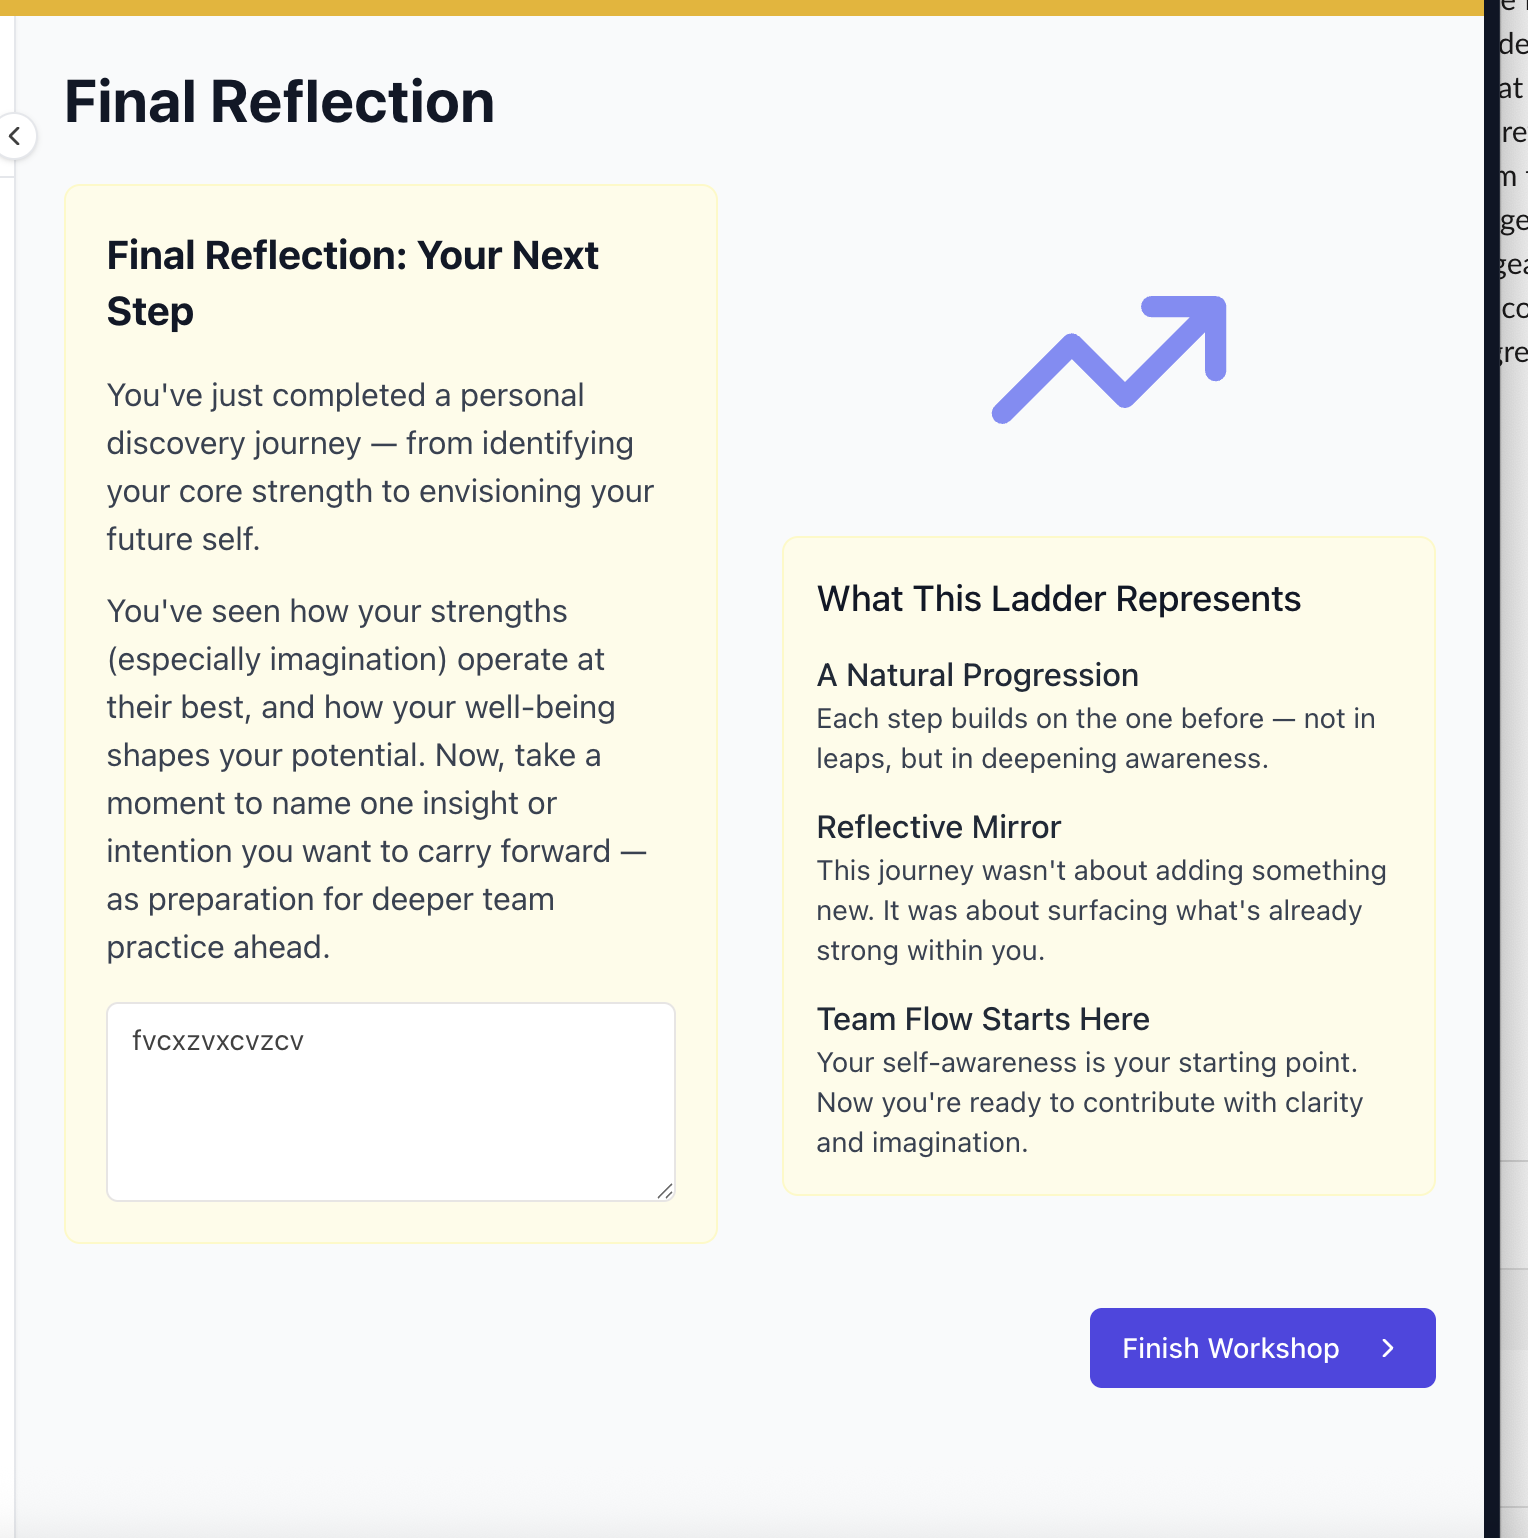 Final Reflection
Final Reflection: Your Next
Step
You've just completed a personal
discovery journey — from identifying
your core strength to envisioning your
future self.
You've seen how your strengths
(especially imagination) operate at
their best, and how your well-being
shapes your potential. Now, take a
moment to name one insight or
intention you want to carry forward —
as preparation for deeper team
practice ahead.
fvcxzvxcvzcv
What This Ladder Represents
A Natural Progression
Each step builds on the one before — not in
leaps, but in deepening awareness.
Reflective Mirror
This journey wasn't about adding something
new. It was about surfacing what's already
strong within you.
Team Flow Starts Here
Your self-awareness is your starting point.
Now you're ready to contribute with clarity
and imagination.
Finish Workshop